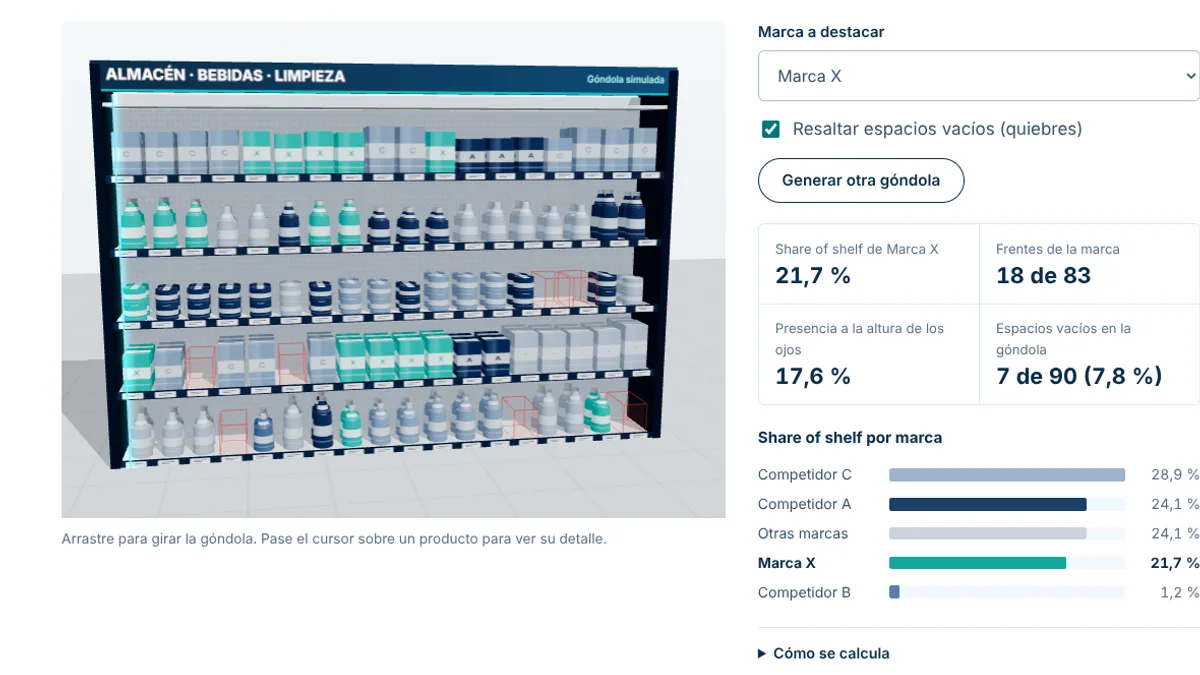 ALMACÉN · BEBIDAS · LIMPIEZA
Góndola simulada
Arrastre para girar la góndola. Pase el cursor sobre un producto para ver su detalle.
Marca a destacar
Marca X
Resaltar espacios vacíos (quiebres)
Generar otra góndola
Share of shelf de Marca X
21,7 %
Frentes de la marca
18 de 83
Presencia a la altura de los
ojos
17,6 %
Espacios vacíos en la
góndola
7 de 90 (7,8 %)
Share of shelf por marca
Competidor C 28,9 %
Competidor A 24,1 %
Otras marcas 24,1 %
Marca X 21,7 %
Competidor B 1,2 %
Cómo se calcula